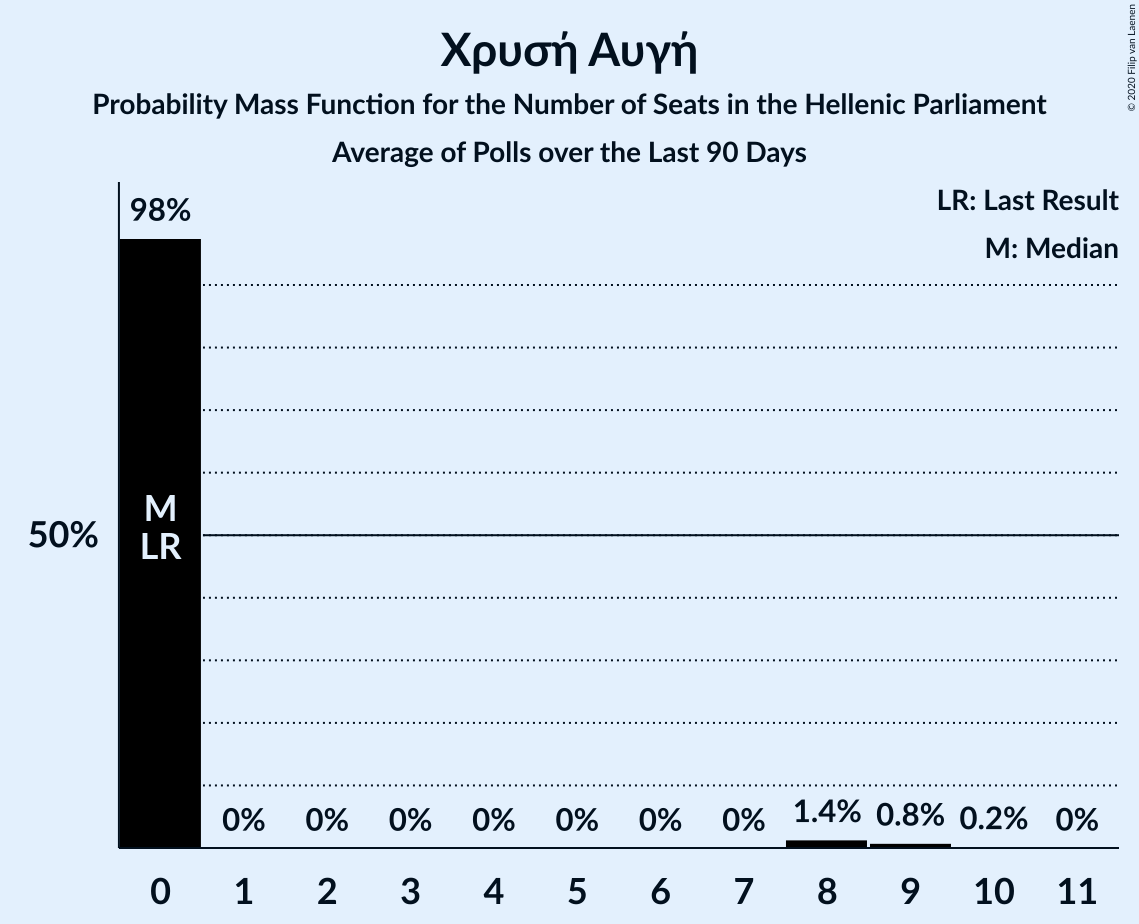 Χρυσή Αυγή
Probability Mass Function for the Number of Seats in the Hellenic Parliament
Average of Polls over the Last 90 Days
© 2020 Filip van Laenen
LR: Last Result
M: Median
98%
M
LR
50%
0% 0% 0% 0% 0% 0% 0% 1.4% 0.8% 0.2% 0%
0 1 2 3 4 5 6 7 8 9 10 11